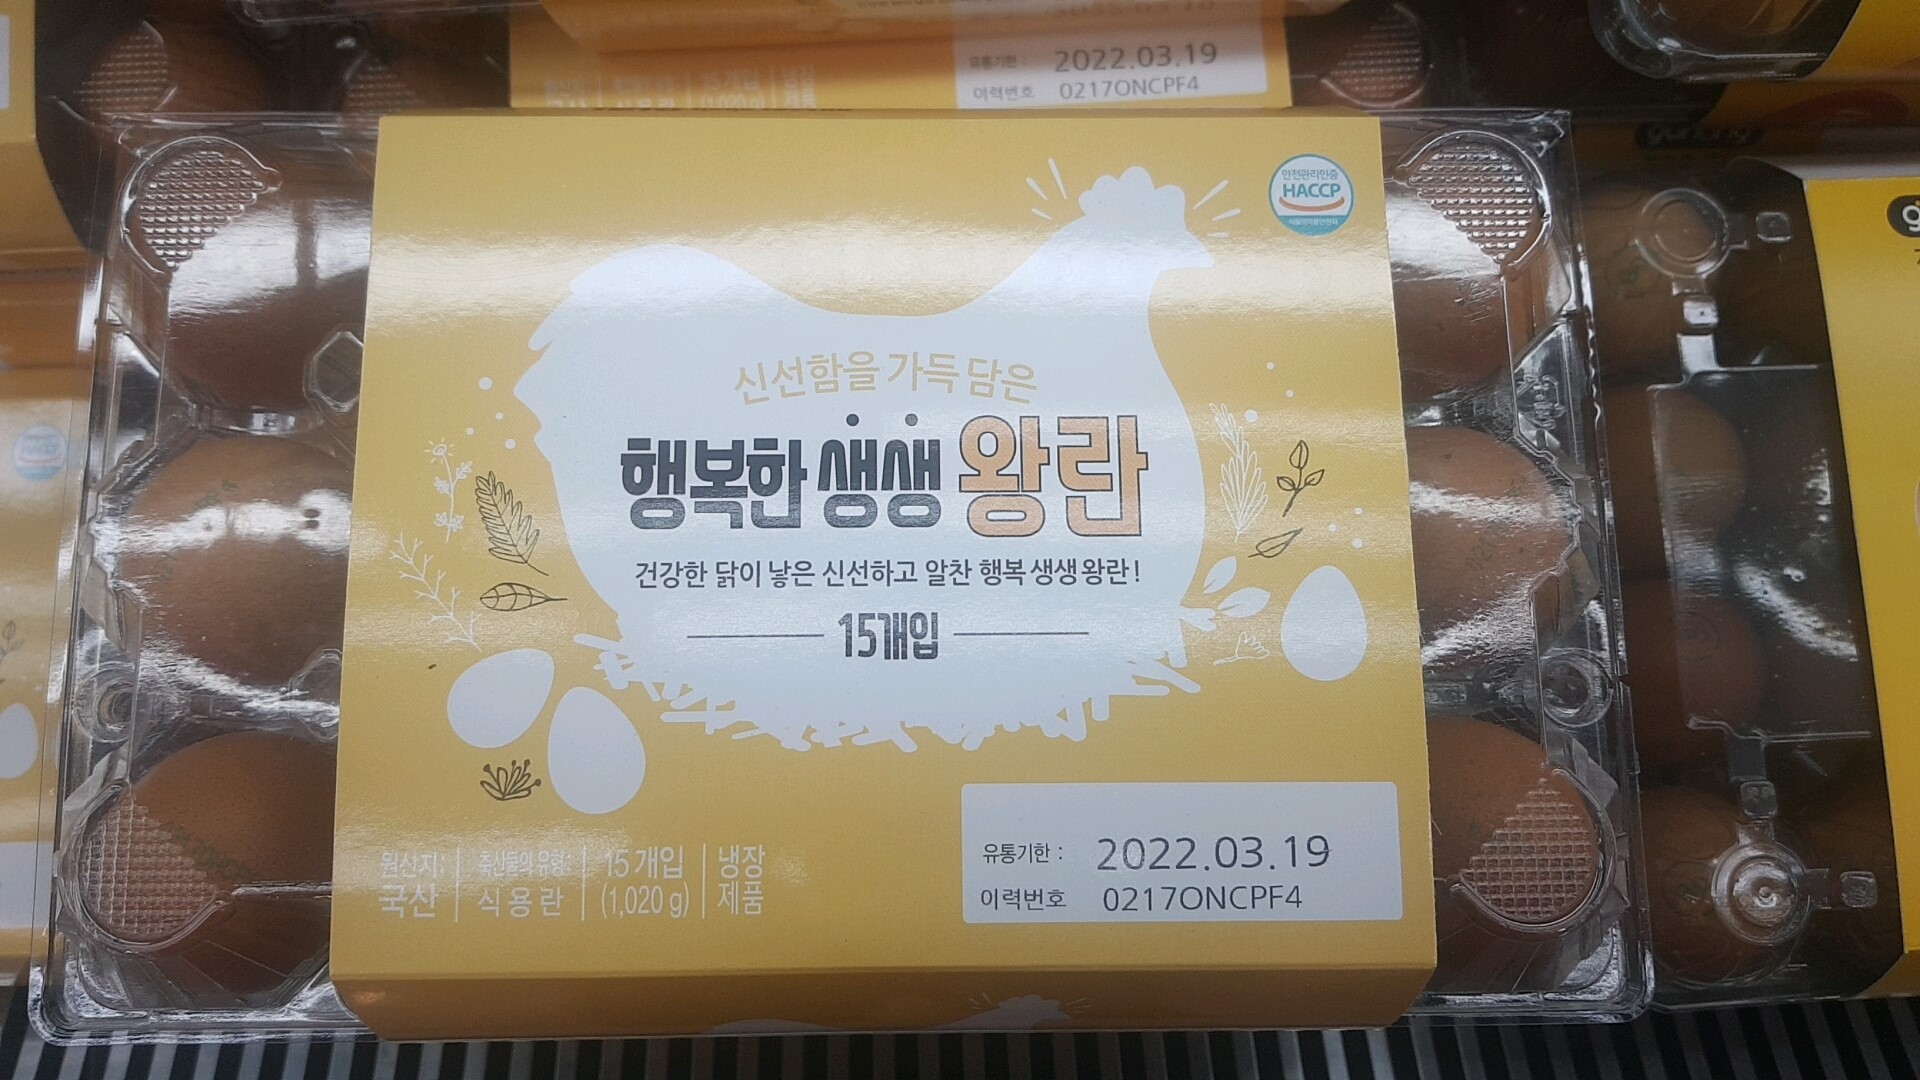 유통기한 : 2022.03.19
이력번호 0217ONCPF4
안전관리인증
HACCP
신선함을 가득 담은
행복한 생생 왕란
건강한 닭이 낳은 신선하고 알찬 행복 생생 왕란!
15개입
원산지: 국산
축산물의 유형: 식용란
15개입 (1,020 g)
냉장 제품
유통기한 : 2022.03.19
이력번호 0217ONCPF4